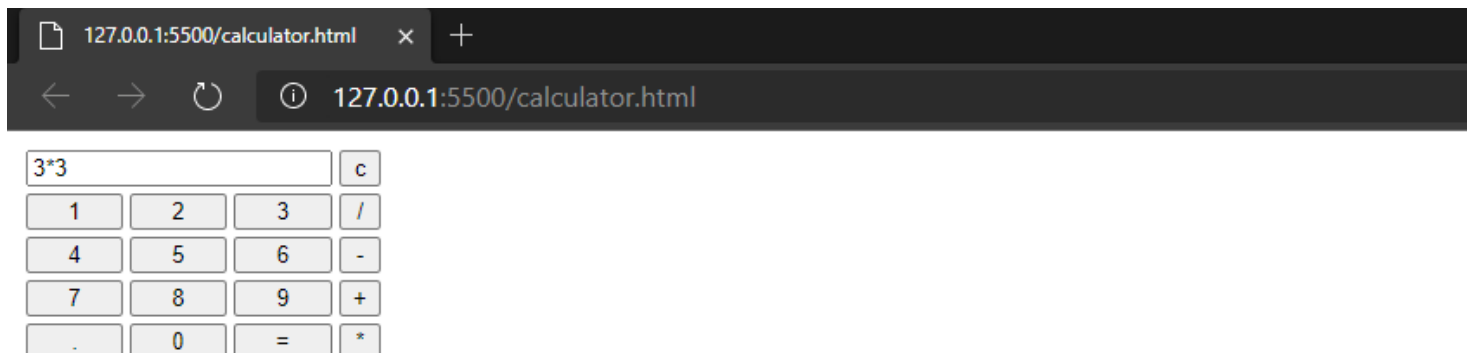 127.0.0.1:5500/calculator.html
127.0.0.1:5500/calculator.html
3*3 c
1 2 3 /
4 5 6 -
7 8 9 +
. 0 = *